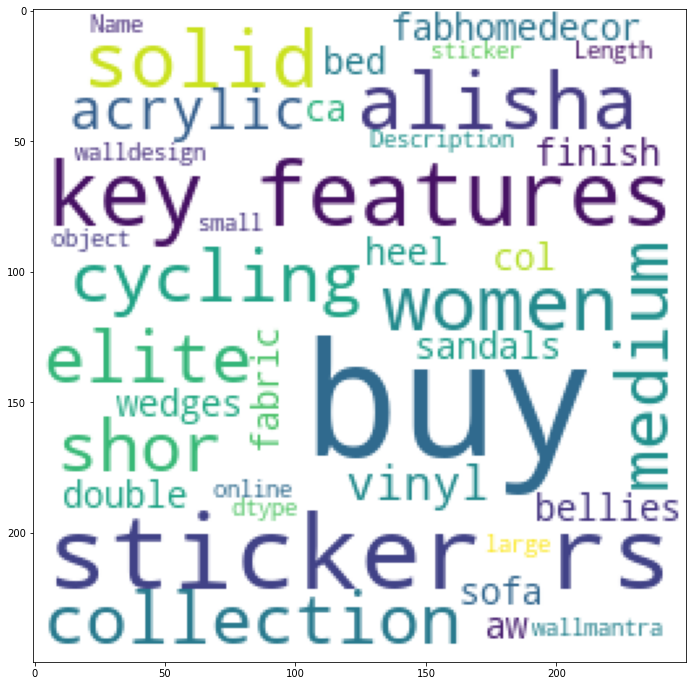 0
50
100
150
200
Name
fabhomedecor
solid
sticker
Length
bed
acrylic
ca
alisha
Description
walldesign
finish
key features
small
object
heel
col
cycling
women
medium
elite
sandals
fabric
buy
wedges
shor
vinyl
double
online
dtype
bellies
sticker rs
large
sofa
collection
aw
wallmantra
0
50
100
150
200